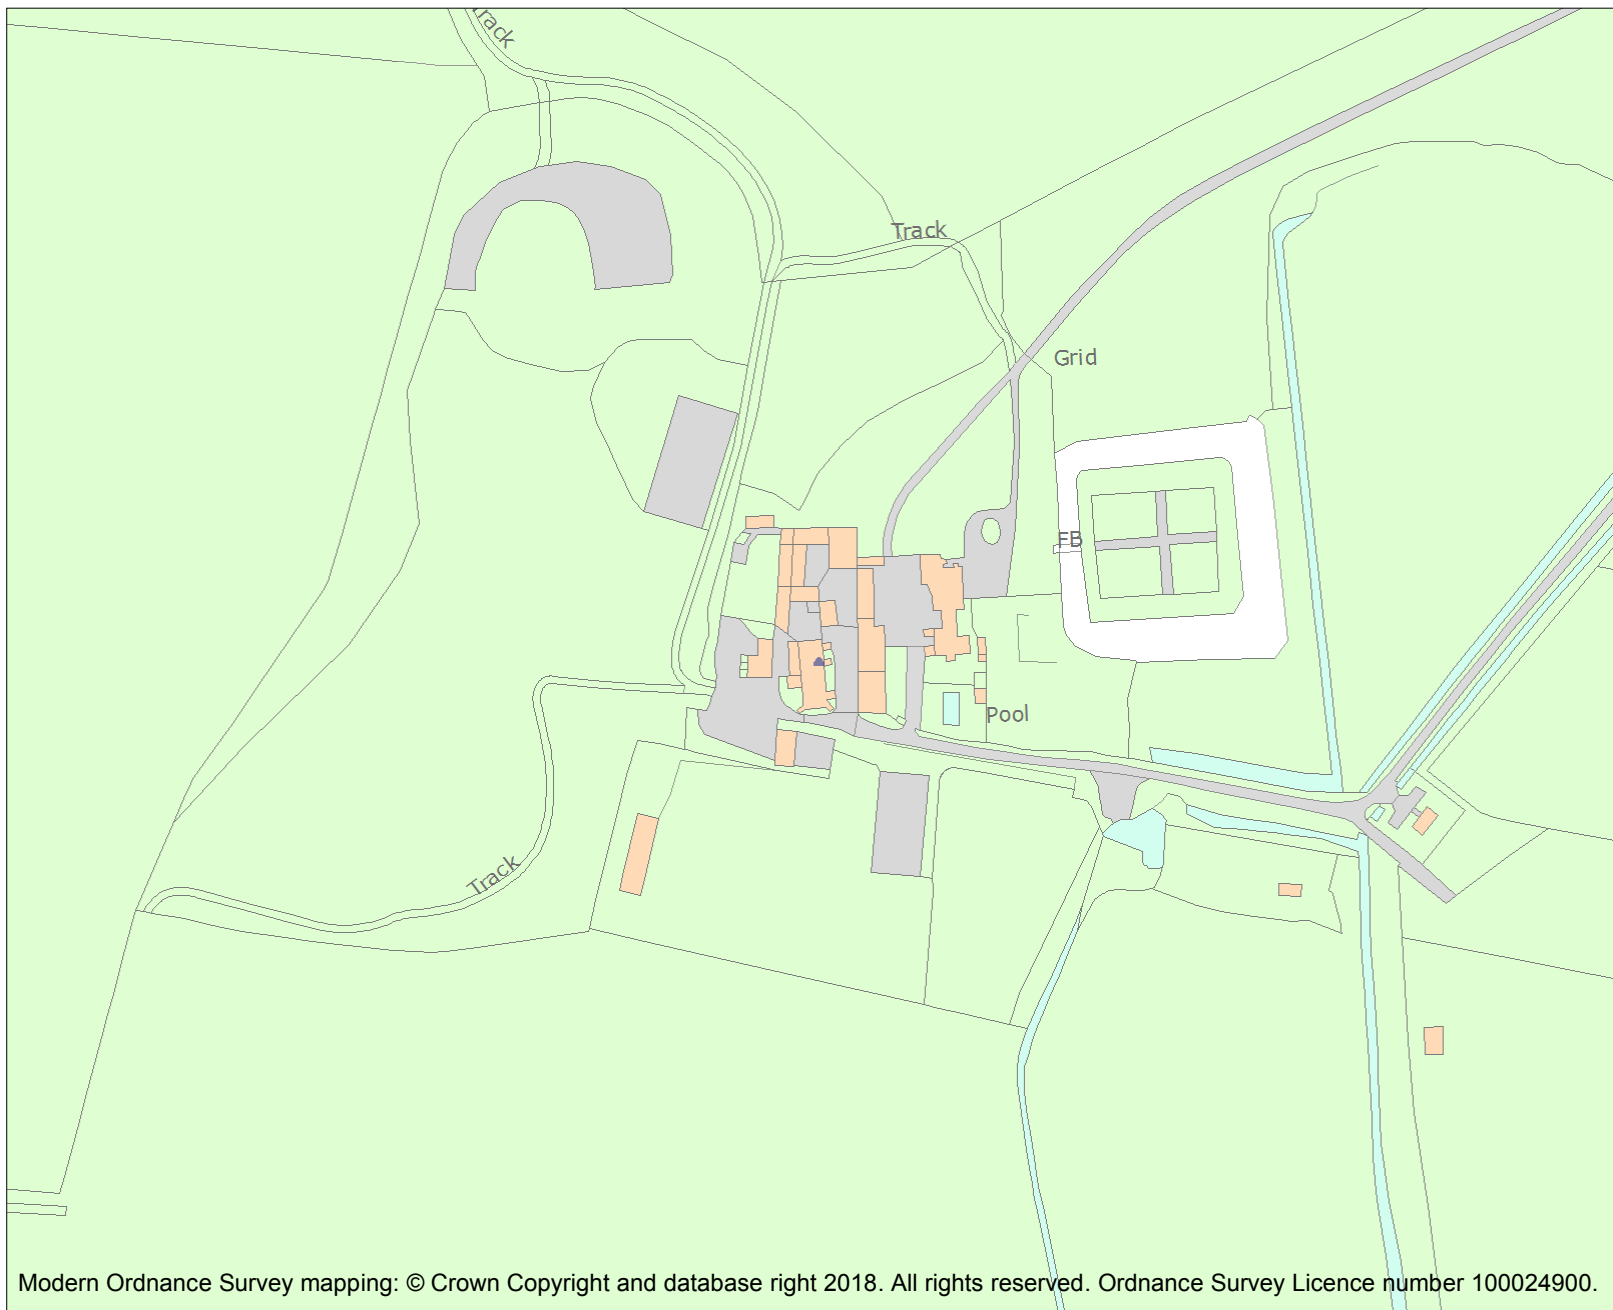 Track
Track
Grid
FB
Pool
Track
Modern Ordnance Survey mapping: © Crown Copyright and database right 2018. All rights reserved. Ordnance Survey Licence number 100024900.